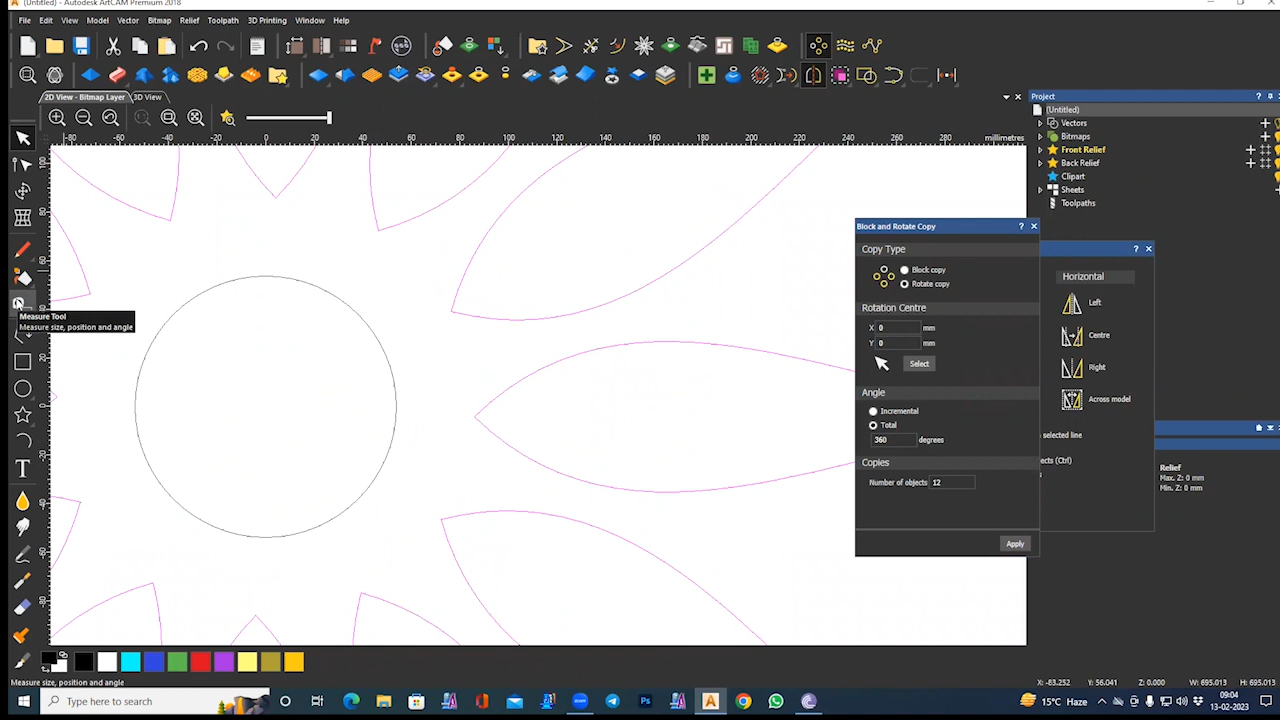 (Untitled) - Autodesk ArtCAM Premium 2018
File Edit View Model Vector Bitmap Relief Toolpath 3D Printing Window Help
2D View - Bitmap Layer 3D View
-80 -60 -40 -20 0 20 40 60 80 100 120 140 160 180 200 220 240 260 280 millimetres
Project
(Untitled)
Vectors
Bitmaps
Front Relief
Back Relief
Clipart
Sheets
Toolpaths
Measure Tool
Measure size, position and angle
Block and Rotate Copy
Copy Type
Block copy
Rotate copy
Rotation Centre
X 0 mm
Y 0 mm
Select
Angle
Incremental
Total
360 degrees
Copies
Number of objects 12
Apply
Horizontal
Left
Centre
Right
Across model
selected line
(Ctrl)
Relief
Max. Z: 0 mm
Min. Z: 0 mm
Measure size, position and angle
X: -83.252 Y: 56.041 Z: 0.000 W: 695.013 H: 695.013
Type here to search
15°C Haze
09:04
13-02-2023